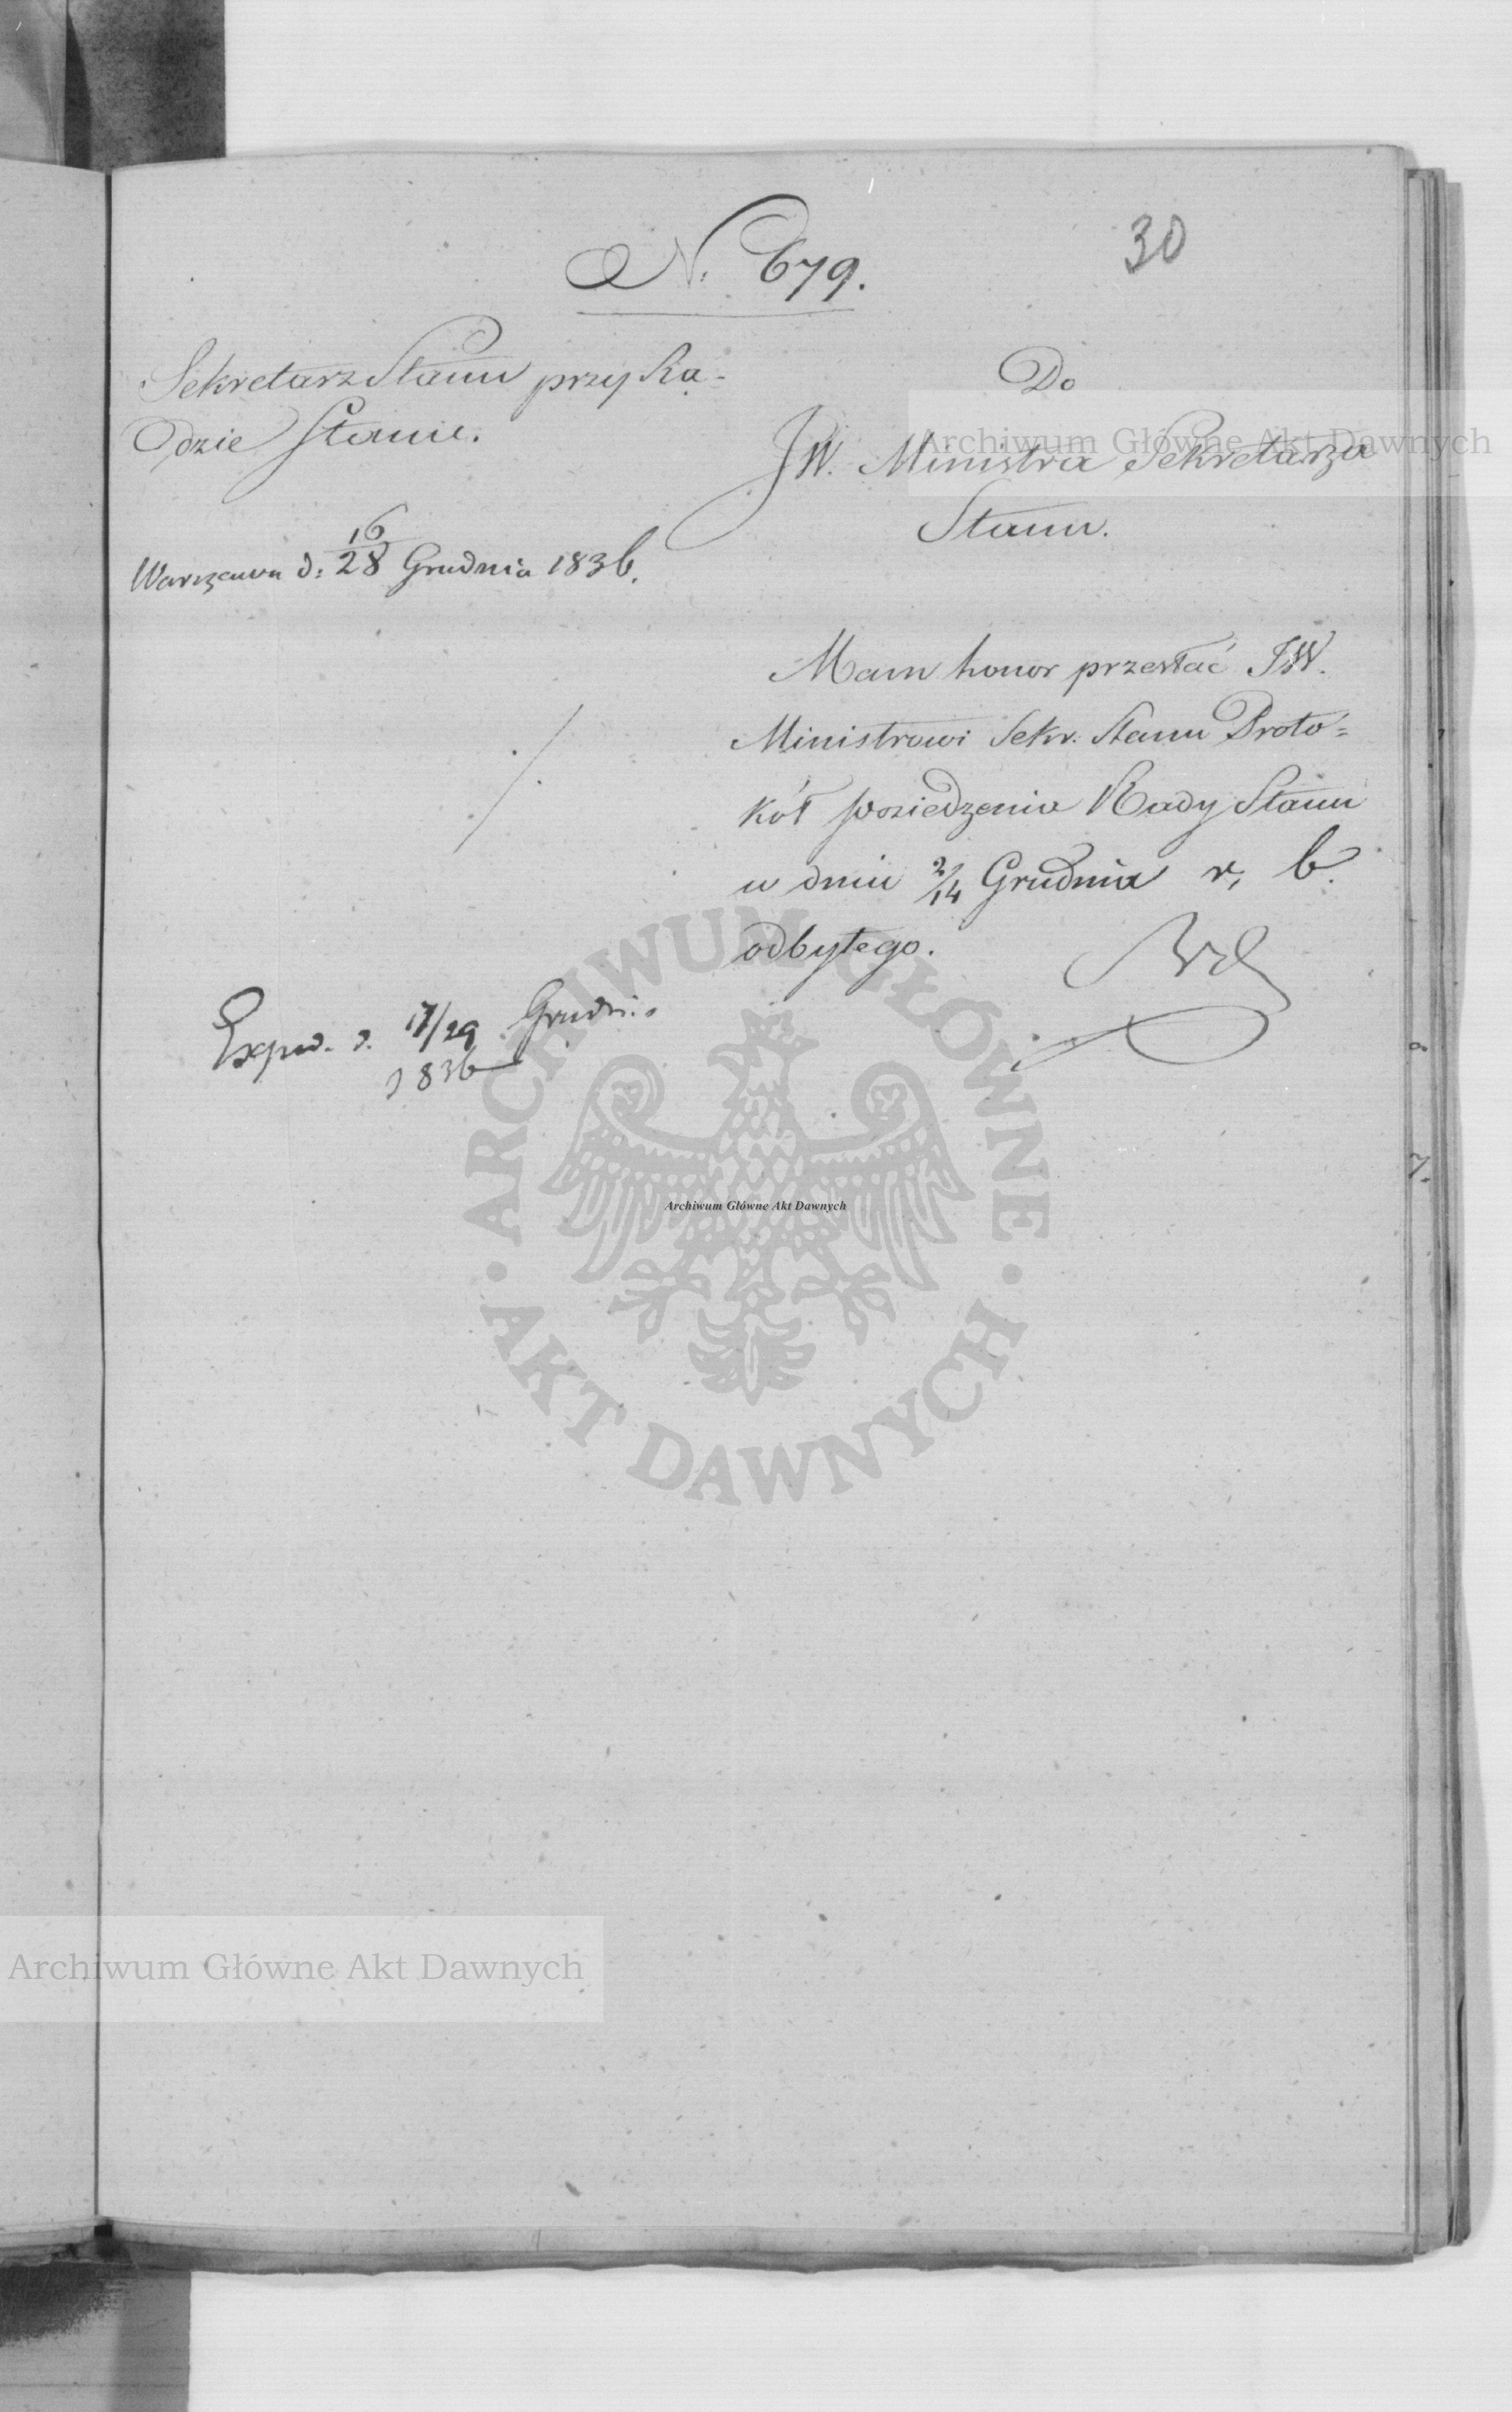 30
N. 679.
Sekretarz Stanu przy Ra-
dzie Stanu.
Warszawa d: 16/28 Grudnia 1836.
Do
JW. Ministra Sekretarza
Stanu.
Mam honor przesłać JW.
Ministrowi Sekr. Stanu Proto=
kół posiedzenia Rady Stanu
w dniu 2/14 Grudnia r. b.
odbytego.
Exped. d. 17/29 Grudn.
1836
Archiwum Główne Akt Dawnych
ARCHIWUM GŁÓWNE
AKT DAWNYCH
Archiwum Główne Akt Dawnych
Archiwum Główne Akt Dawnych